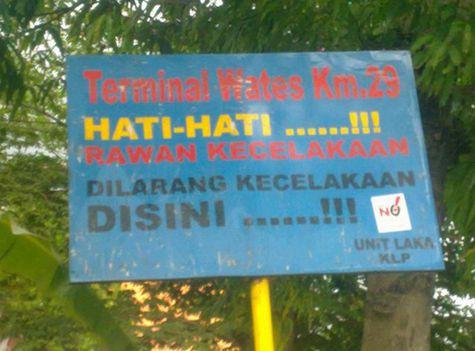 Terminal Wates Km.29
HATI-HATI ......!!!
RAWAN KECELAKAAN
DILARANG KECELAKAAN
DISINI .......!!!
NO
UNIT LAKA
KLP